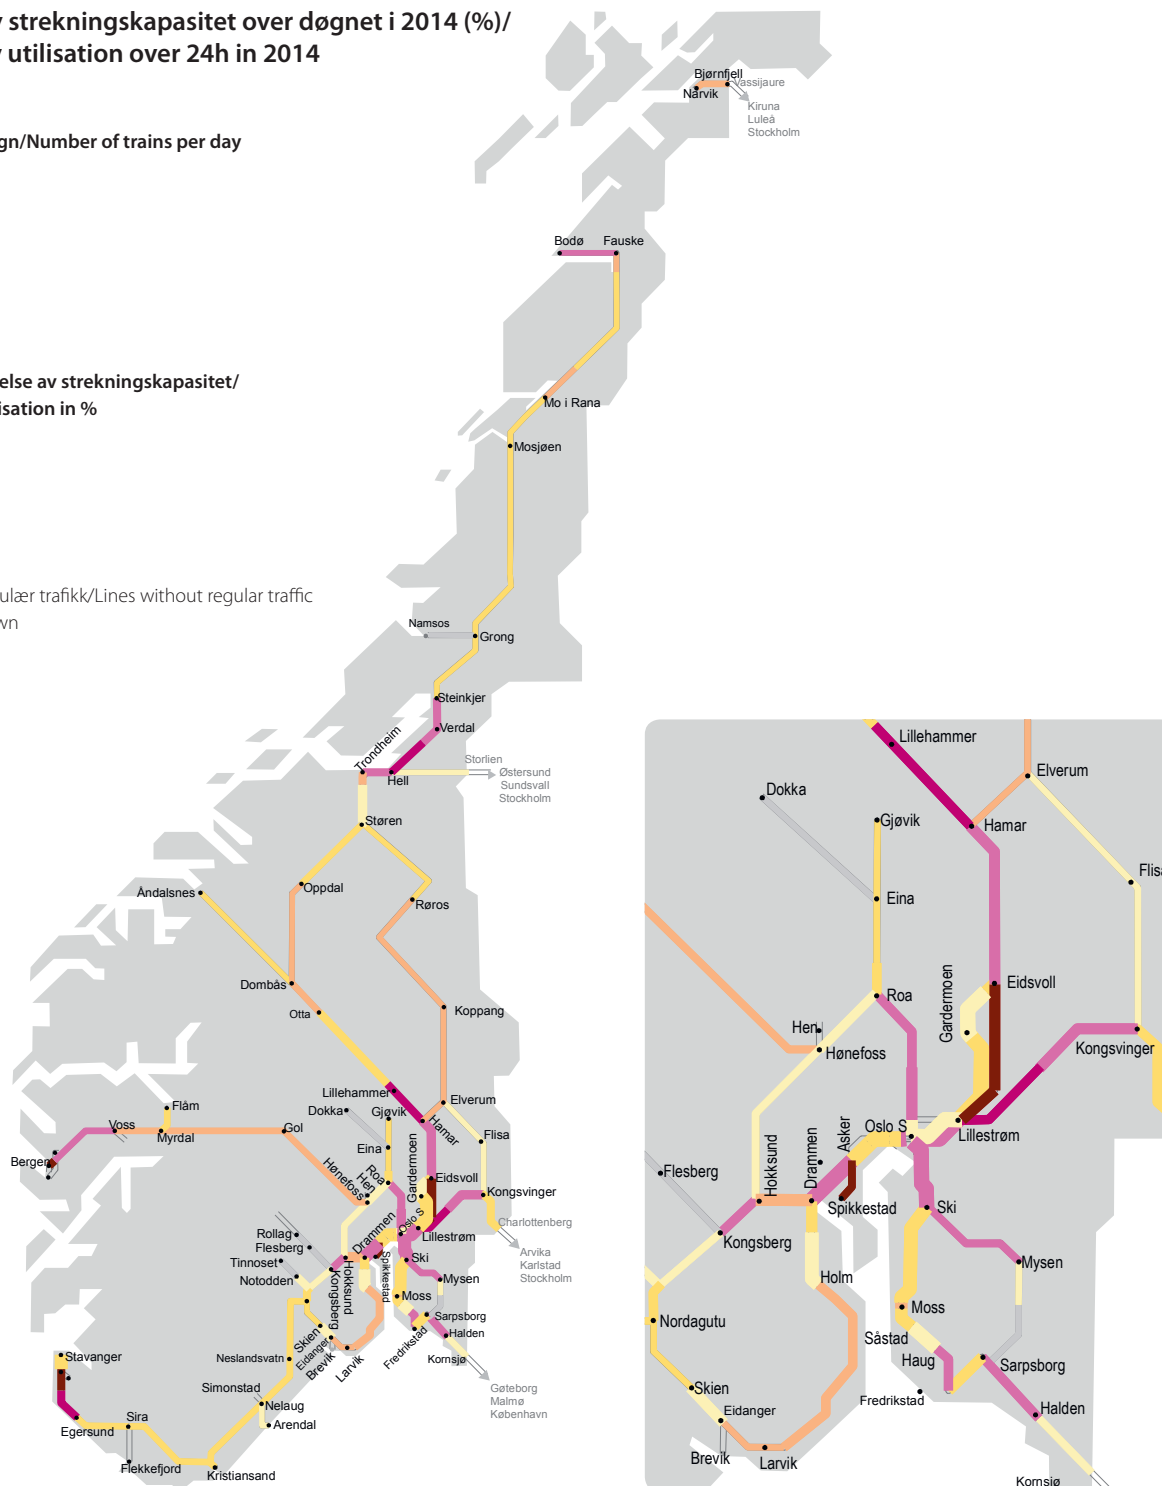 v strekningskapasitet over døgnet i 2014 (%)/
y utilisation over 24h in 2014
gn/Number of trains per day
else av strekningskapasitet/
lisation in %
ulær trafikk/Lines without regular traffic
wn
Bjørnfjell
Vassijaure
Narvik
Kiruna
Luleå
Stockholm
Bodø
Fauske
Mo i Rana
Mosjøen
Namsos
Grong
Steinkjer
Verdal
Trondheim
Storlien
Hell
Østersund
Sundsvall
Stockholm
Støren
Oppdal
Åndalsnes
Røros
Dombås
Otta
Koppang
Lillehammer
Elverum
Dokka
Gjøvik
Hamar
Flåm
Voss
Myrdal
Gol
Eina
Flisa
Bergen
Hønefoss
Hen
Roa
Gardermoen
Eidsvoll
Kongsvinger
Rollag
Flesberg
Tinnoset
Notodden
Drammen
Oslo S
Lillestrøm
Charlottenberg
Arvika
Karlstad
Stockholm
Kongsberg
Hokksund
Spikkestad
Ski
Mysen
Moss
Sarpsborg
Skien
Eidanger
Brevik
Larvik
Fredrikstad
Halden
Kornsjø
Gøteborg
Malmø
København
Stavanger
Neslandsvatn
Simonstad
Nelaug
Arendal
Egersund
Sira
Flekkefjord
Kristiansand
Lillehammer
Elverum
Dokka
Gjøvik
Hamar
Flisa
Eina
Gardermoen
Eidsvoll
Roa
Hen
Hønefoss
Kongsvinger
Oslo S
Lillestrøm
Asker
Drammen
Hokksund
Flesberg
Spikkestad
Ski
Kongsberg
Mysen
Holm
Moss
Nordagutu
Såstad
Haug
Sarpsborg
Skien
Fredrikstad
Eidanger
Halden
Brevik
Larvik
Kornsjø